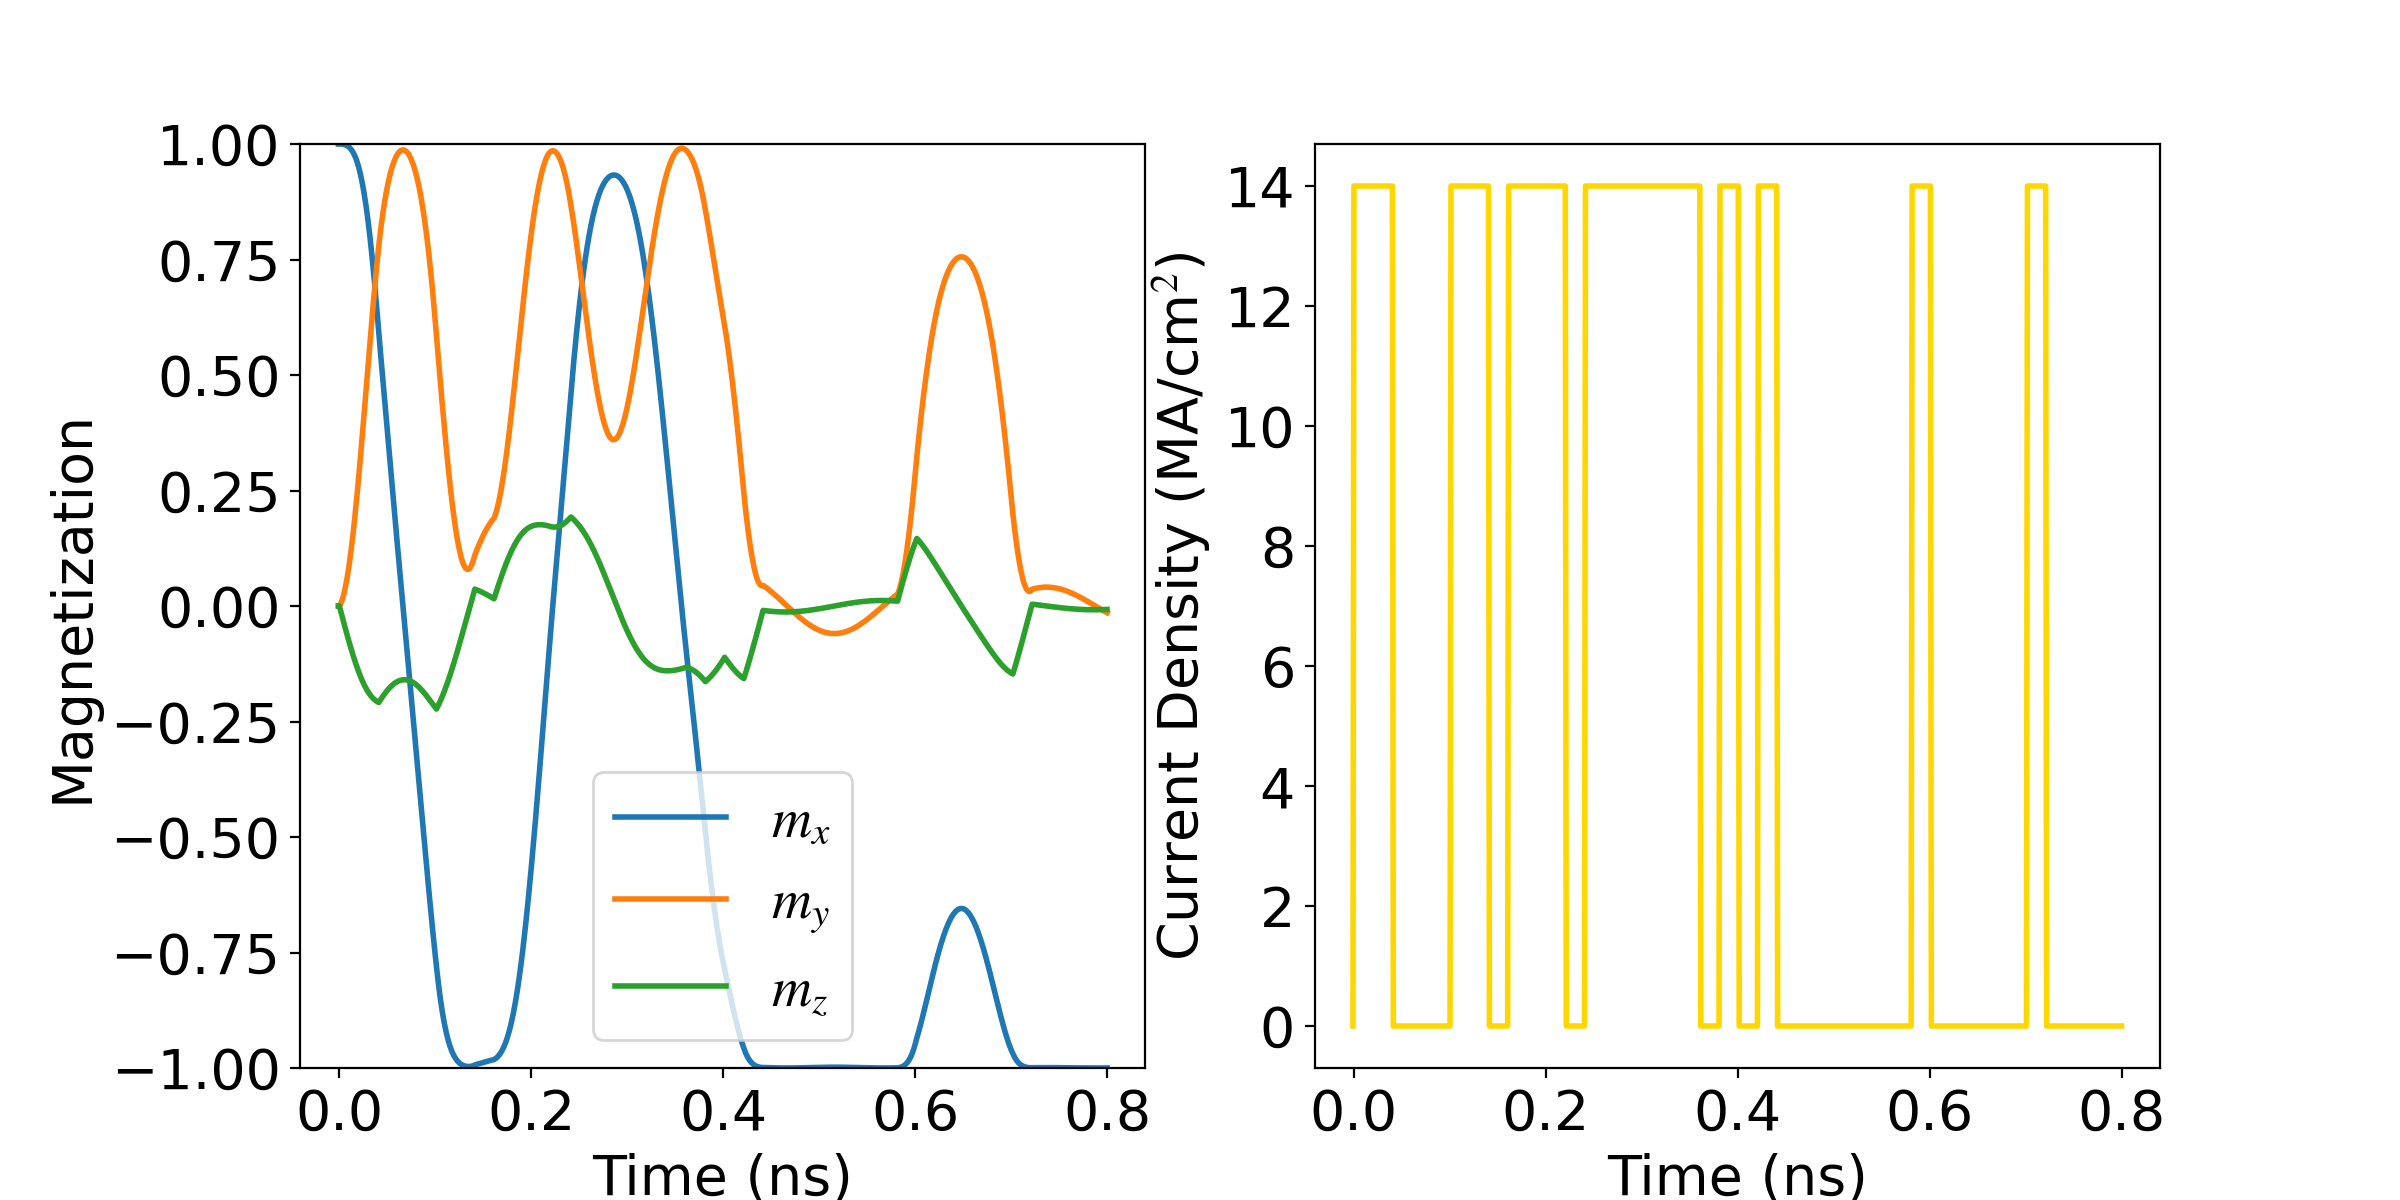 Magnetization
1.00
0.75
0.50
0.25
0.00
−0.25
−0.50
−0.75
−1.00
m_x
m_y
m_z
0.0 0.2 0.4 0.6 0.8
Time (ns)
Current Density (MA/cm²)
14
12
10
8
6
4
2
0
0.0 0.2 0.4 0.6 0.8
Time (ns)